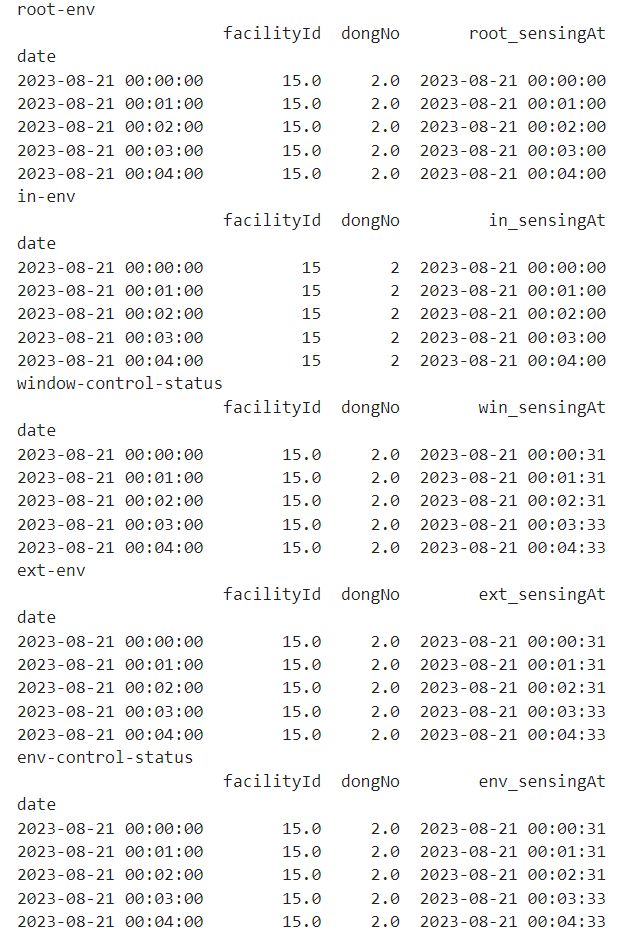 root-env
facilityId dongNo root_sensingAt
date
2023-08-21 00:00:00 15.0 2.0 2023-08-21 00:00:00
2023-08-21 00:01:00 15.0 2.0 2023-08-21 00:01:00
2023-08-21 00:02:00 15.0 2.0 2023-08-21 00:02:00
2023-08-21 00:03:00 15.0 2.0 2023-08-21 00:03:00
2023-08-21 00:04:00 15.0 2.0 2023-08-21 00:04:00
in-env
facilityId dongNo in_sensingAt
date
2023-08-21 00:00:00 15 2 2023-08-21 00:00:00
2023-08-21 00:01:00 15 2 2023-08-21 00:01:00
2023-08-21 00:02:00 15 2 2023-08-21 00:02:00
2023-08-21 00:03:00 15 2 2023-08-21 00:03:00
2023-08-21 00:04:00 15 2 2023-08-21 00:04:00
window-control-status
facilityId dongNo win_sensingAt
date
2023-08-21 00:00:00 15.0 2.0 2023-08-21 00:00:31
2023-08-21 00:01:00 15.0 2.0 2023-08-21 00:01:31
2023-08-21 00:02:00 15.0 2.0 2023-08-21 00:02:31
2023-08-21 00:03:00 15.0 2.0 2023-08-21 00:03:33
2023-08-21 00:04:00 15.0 2.0 2023-08-21 00:04:33
ext-env
facilityId dongNo ext_sensingAt
date
2023-08-21 00:00:00 15.0 2.0 2023-08-21 00:00:31
2023-08-21 00:01:00 15.0 2.0 2023-08-21 00:01:31
2023-08-21 00:02:00 15.0 2.0 2023-08-21 00:02:31
2023-08-21 00:03:00 15.0 2.0 2023-08-21 00:03:33
2023-08-21 00:04:00 15.0 2.0 2023-08-21 00:04:33
env-control-status
facilityId dongNo env_sensingAt
date
2023-08-21 00:00:00 15.0 2.0 2023-08-21 00:00:31
2023-08-21 00:01:00 15.0 2.0 2023-08-21 00:01:31
2023-08-21 00:02:00 15.0 2.0 2023-08-21 00:02:31
2023-08-21 00:03:00 15.0 2.0 2023-08-21 00:03:33
2023-08-21 00:04:00 15.0 2.0 2023-08-21 00:04:33